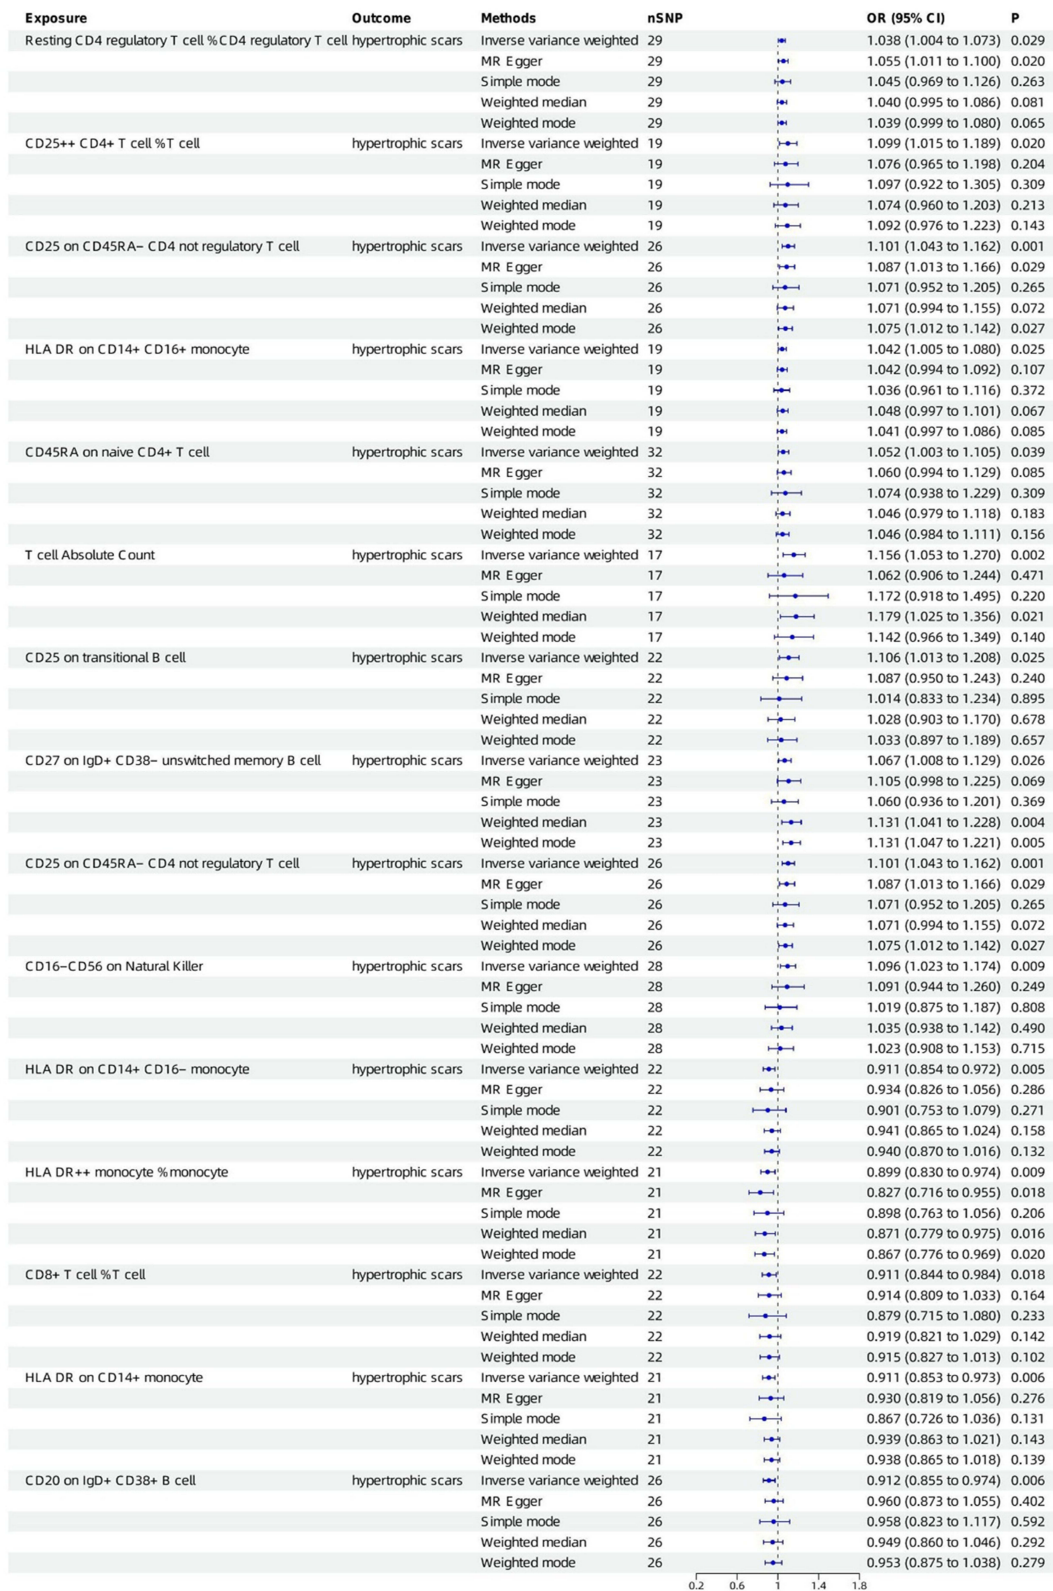 Exposure Outcome Methods nSNP OR (95% CI) P
Resting CD4 regulatory T cell %CD4 regulatory T cell hypertrophic scars Inverse variance weighted 29 1.038 (1.004 to 1.073) 0.029
MR Egger 29 1.055 (1.011 to 1.100) 0.020
Simple mode 29 1.045 (0.969 to 1.126) 0.263
Weighted median 29 1.040 (0.995 to 1.086) 0.081
Weighted mode 29 1.039 (0.999 to 1.080) 0.065
CD25++ CD4+ T cell %T cell hypertrophic scars Inverse variance weighted 19 1.099 (1.015 to 1.189) 0.020
MR Egger 19 1.076 (0.965 to 1.198) 0.204
Simple mode 19 1.097 (0.922 to 1.305) 0.309
Weighted median 19 1.074 (0.960 to 1.203) 0.213
Weighted mode 19 1.092 (0.976 to 1.223) 0.143
CD25 on CD45RA− CD4 not regulatory T cell hypertrophic scars Inverse variance weighted 26 1.101 (1.043 to 1.162) 0.001
MR Egger 26 1.087 (1.013 to 1.166) 0.029
Simple mode 26 1.071 (0.952 to 1.205) 0.265
Weighted median 26 1.071 (0.994 to 1.155) 0.072
Weighted mode 26 1.075 (1.012 to 1.142) 0.027
HLA DR on CD14+ CD16+ monocyte hypertrophic scars Inverse variance weighted 19 1.042 (1.005 to 1.080) 0.025
MR Egger 19 1.042 (0.994 to 1.092) 0.107
Simple mode 19 1.036 (0.961 to 1.116) 0.372
Weighted median 19 1.048 (0.997 to 1.101) 0.067
Weighted mode 19 1.041 (0.997 to 1.086) 0.085
CD45RA on naive CD4+ T cell hypertrophic scars Inverse variance weighted 32 1.052 (1.003 to 1.105) 0.039
MR Egger 32 1.060 (0.994 to 1.129) 0.085
Simple mode 32 1.074 (0.938 to 1.229) 0.309
Weighted median 32 1.046 (0.979 to 1.118) 0.183
Weighted mode 32 1.046 (0.984 to 1.111) 0.156
T cell Absolute Count hypertrophic scars Inverse variance weighted 17 1.156 (1.053 to 1.270) 0.002
MR Egger 17 1.062 (0.906 to 1.244) 0.471
Simple mode 17 1.172 (0.918 to 1.495) 0.220
Weighted median 17 1.179 (1.025 to 1.356) 0.021
Weighted mode 17 1.142 (0.966 to 1.349) 0.140
CD25 on transitional B cell hypertrophic scars Inverse variance weighted 22 1.106 (1.013 to 1.208) 0.025
MR Egger 22 1.087 (0.950 to 1.243) 0.240
Simple mode 22 1.014 (0.833 to 1.234) 0.895
Weighted median 22 1.028 (0.903 to 1.170) 0.678
Weighted mode 22 1.033 (0.897 to 1.189) 0.657
CD27 on IgD+ CD38− unswitched memory B cell hypertrophic scars Inverse variance weighted 23 1.067 (1.008 to 1.129) 0.026
MR Egger 23 1.105 (0.998 to 1.225) 0.069
Simple mode 23 1.060 (0.936 to 1.201) 0.369
Weighted median 23 1.131 (1.041 to 1.228) 0.004
Weighted mode 23 1.131 (1.047 to 1.221) 0.005
CD25 on CD45RA− CD4 not regulatory T cell hypertrophic scars Inverse variance weighted 26 1.101 (1.043 to 1.162) 0.001
MR Egger 26 1.087 (1.013 to 1.166) 0.029
Simple mode 26 1.071 (0.952 to 1.205) 0.265
Weighted median 26 1.071 (0.994 to 1.155) 0.072
Weighted mode 26 1.075 (1.012 to 1.142) 0.027
CD16−CD56 on Natural Killer hypertrophic scars Inverse variance weighted 28 1.096 (1.023 to 1.174) 0.009
MR Egger 28 1.091 (0.944 to 1.260) 0.249
Simple mode 28 1.019 (0.875 to 1.187) 0.808
Weighted median 28 1.035 (0.938 to 1.142) 0.490
Weighted mode 28 1.023 (0.908 to 1.153) 0.715
HLA DR on CD14+ CD16− monocyte hypertrophic scars Inverse variance weighted 22 0.911 (0.854 to 0.972) 0.005
MR Egger 22 0.934 (0.826 to 1.056) 0.286
Simple mode 22 0.901 (0.753 to 1.079) 0.271
Weighted median 22 0.941 (0.865 to 1.024) 0.158
Weighted mode 22 0.940 (0.870 to 1.016) 0.132
HLA DR++ monocyte %monocyte hypertrophic scars Inverse variance weighted 21 0.899 (0.830 to 0.974) 0.009
MR Egger 21 0.827 (0.716 to 0.955) 0.018
Simple mode 21 0.898 (0.763 to 1.056) 0.206
Weighted median 21 0.871 (0.779 to 0.975) 0.016
Weighted mode 21 0.867 (0.776 to 0.969) 0.020
CD8+ T cell %T cell hypertrophic scars Inverse variance weighted 22 0.911 (0.844 to 0.984) 0.018
MR Egger 22 0.914 (0.809 to 1.033) 0.164
Simple mode 22 0.879 (0.715 to 1.080) 0.233
Weighted median 22 0.919 (0.821 to 1.029) 0.142
Weighted mode 22 0.915 (0.827 to 1.013) 0.102
HLA DR on CD14+ monocyte hypertrophic scars Inverse variance weighted 21 0.911 (0.853 to 0.973) 0.006
MR Egger 21 0.930 (0.819 to 1.056) 0.276
Simple mode 21 0.867 (0.726 to 1.036) 0.131
Weighted median 21 0.939 (0.863 to 1.021) 0.143
Weighted mode 21 0.938 (0.865 to 1.018) 0.139
CD20 on IgD+ CD38+ B cell hypertrophic scars Inverse variance weighted 26 0.912 (0.855 to 0.974) 0.006
MR Egger 26 0.960 (0.873 to 1.055) 0.402
Simple mode 26 0.958 (0.823 to 1.117) 0.592
Weighted median 26 0.949 (0.860 to 1.046) 0.292
Weighted mode 26 0.953 (0.875 to 1.038) 0.279
0.2 0.6 1 1.4 1.8